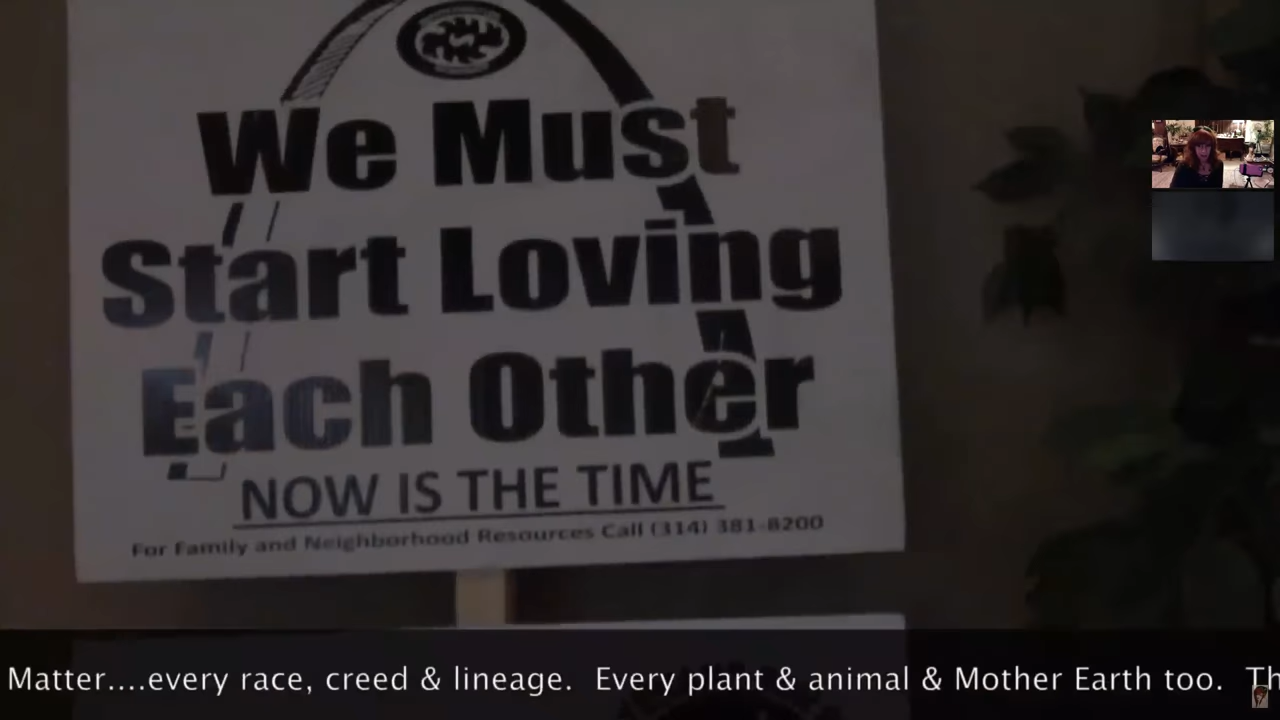 We Must
Start Loving
Each Other
NOW IS THE TIME
For Family and Neighborhood Resources Call (314) 381-8200
Matter....every race, creed & lineage.  Every plant & animal & Mother Earth too.  Th